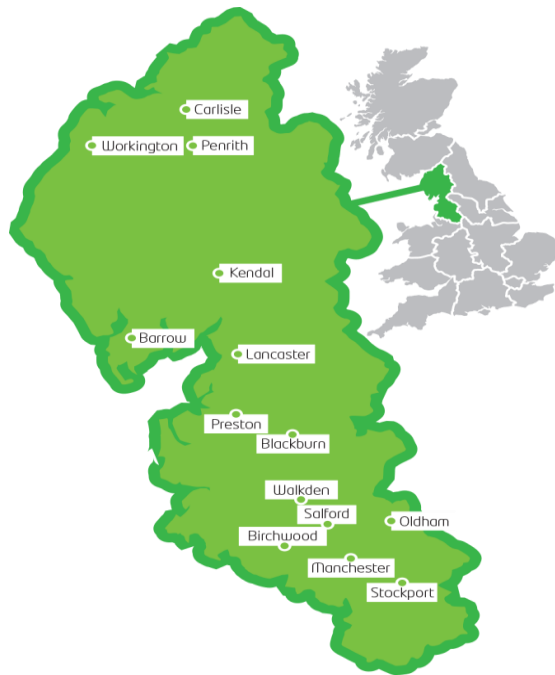 Carlisle
Workington
Penrith
Kendal
Barrow
Lancaster
Preston
Blackburn
Walkden
Salford
Oldham
Birchwood
Manchester
Stockport